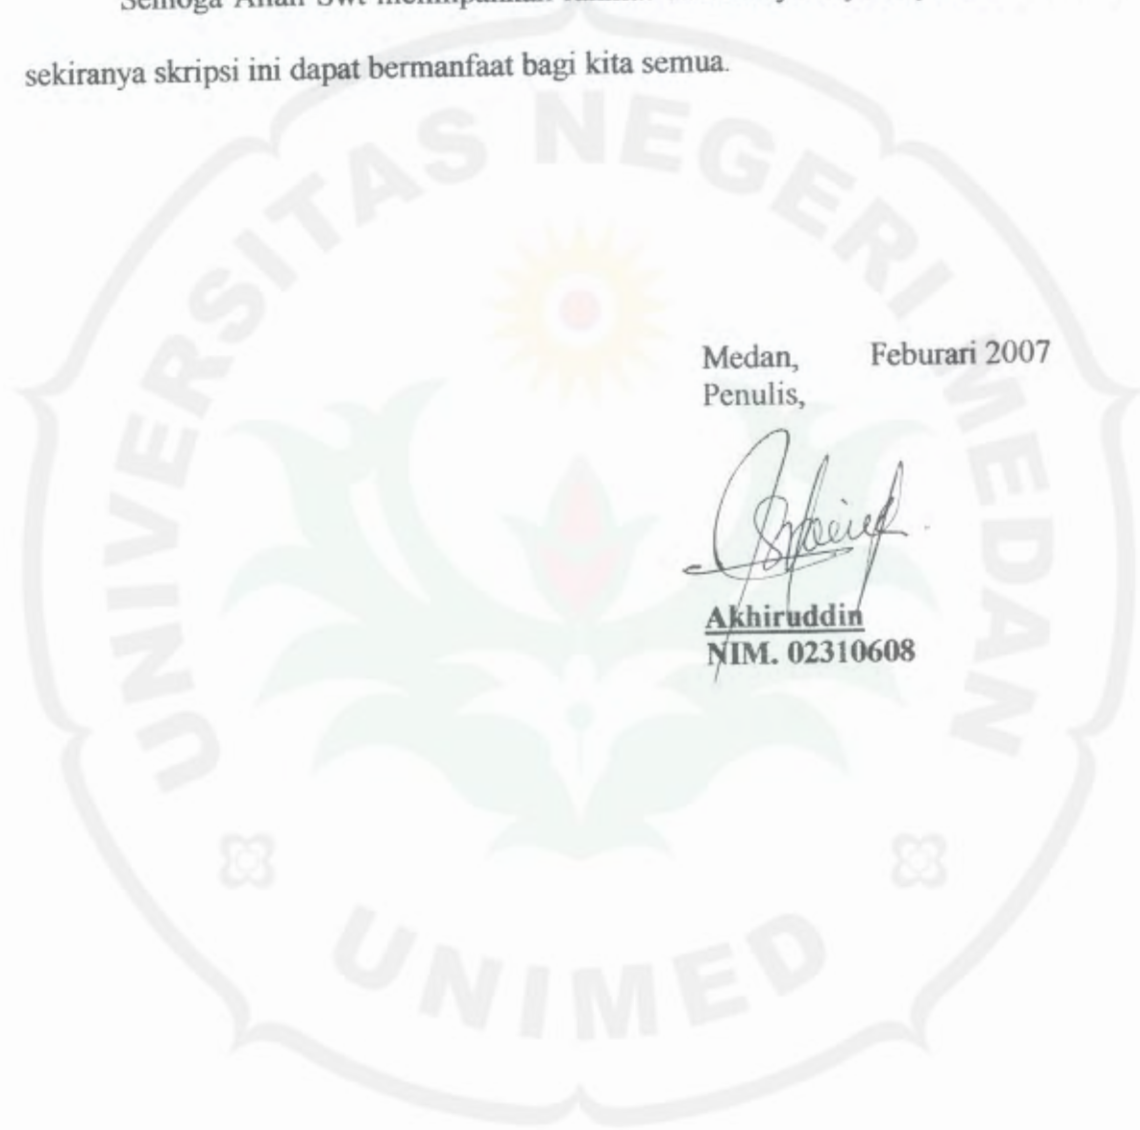 sekiranya skripsi ini dapat bermanfaat bagi kita semua.
UNIVERSITAS NEGERI MEDAN
Medan, Feburari 2007
Penulis,
Akhiruddin
NIM. 02310608
UNIMED